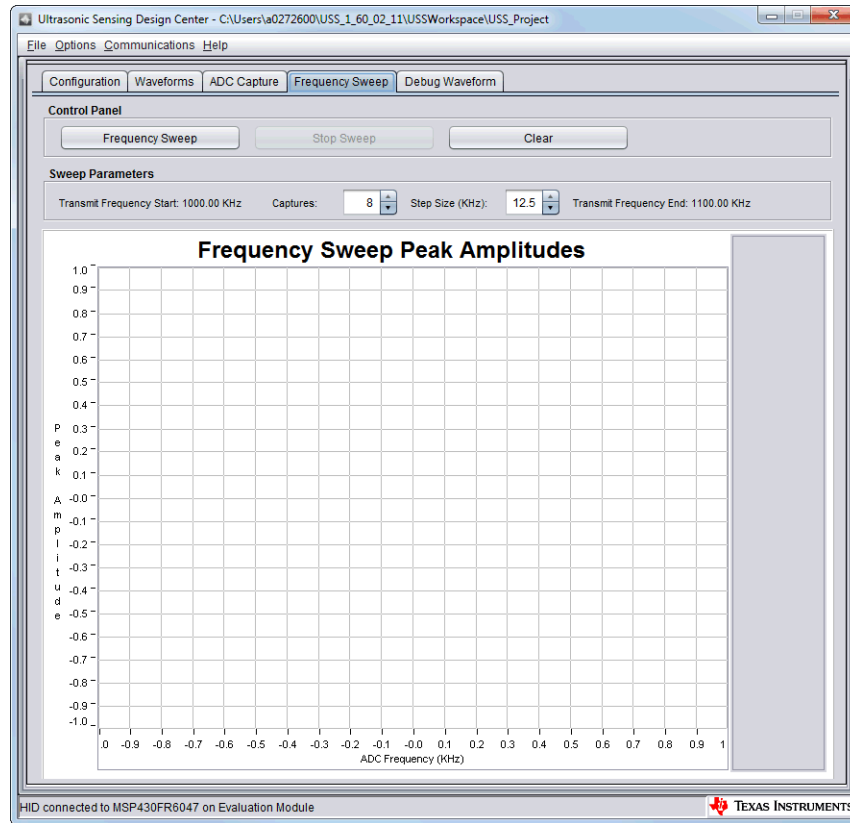 Ultrasonic Sensing Design Center - C:\Users\a0272600\USS_1_60_02_11\USSWorkspace\USS_Project
File Options Communications Help
Configuration Waveforms ADC Capture Frequency Sweep Debug Waveform
Control Panel
Frequency Sweep Stop Sweep Clear
Sweep Parameters
Transmit Frequency Start: 1000.00 KHz Captures: 8 Step Size (KHz): 12.5 Transmit Frequency End: 1100.00 KHz
Frequency Sweep Peak Amplitudes
1.0
0.9
0.8
0.7
0.6
0.5
0.4
0.3
0.2
0.1
-0.0
-0.1
-0.2
-0.3
-0.4
-0.5
-0.6
-0.7
-0.8
-0.9
-1.0
Peak Amplitude
.0 -0.9 -0.8 -0.7 -0.6 -0.5 -0.4 -0.3 -0.2 -0.1 -0.0 0.1 0.2 0.3 0.4 0.5 0.6 0.7 0.8 0.9 1
ADC Frequency (KHz)
HID connected to MSP430FR6047 on Evaluation Module
TEXAS INSTRUMENTS